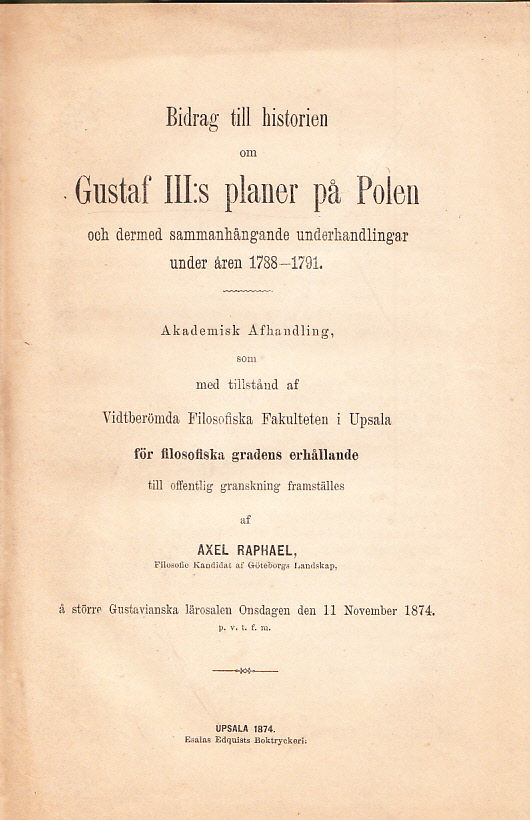 Bidrag till historien
om
Gustaf III:s planer på Polen
och dermed sammanhängande underhandlingar
under åren 1788–1791.
Akademisk Afhandling,
som
med tillstånd af
Vidtberömda Filosofiska Fakulteten i Upsala
för filosofiska gradens erhållande
till offentlig granskning framställes
af
AXEL RAPHAEL,
Filosofie Kandidat af Göteborgs Landskap,
å större Gustavianska lärosalen Onsdagen den 11 November 1874.
p. v. t. f. m.
UPSALA 1874.
Esaias Edquists Boktryckeri: